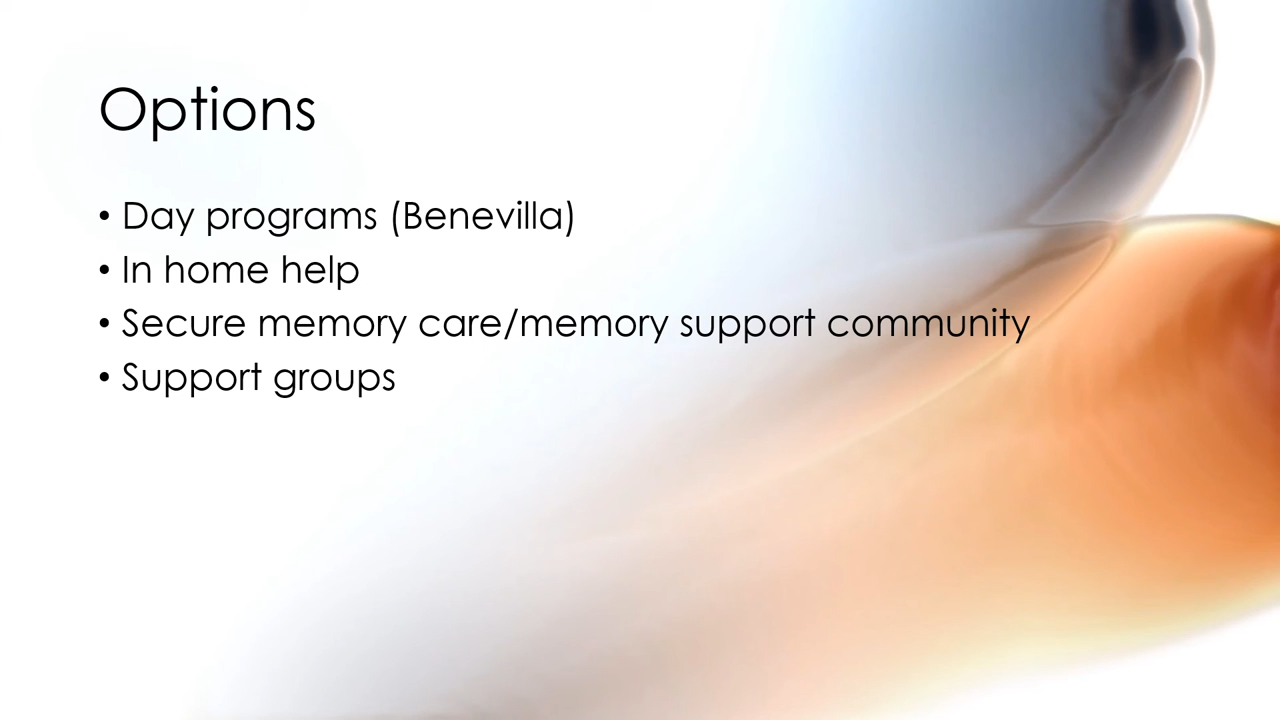 Options
• Day programs (Benevilla)
• In home help
• Secure memory care/memory support community
• Support groups